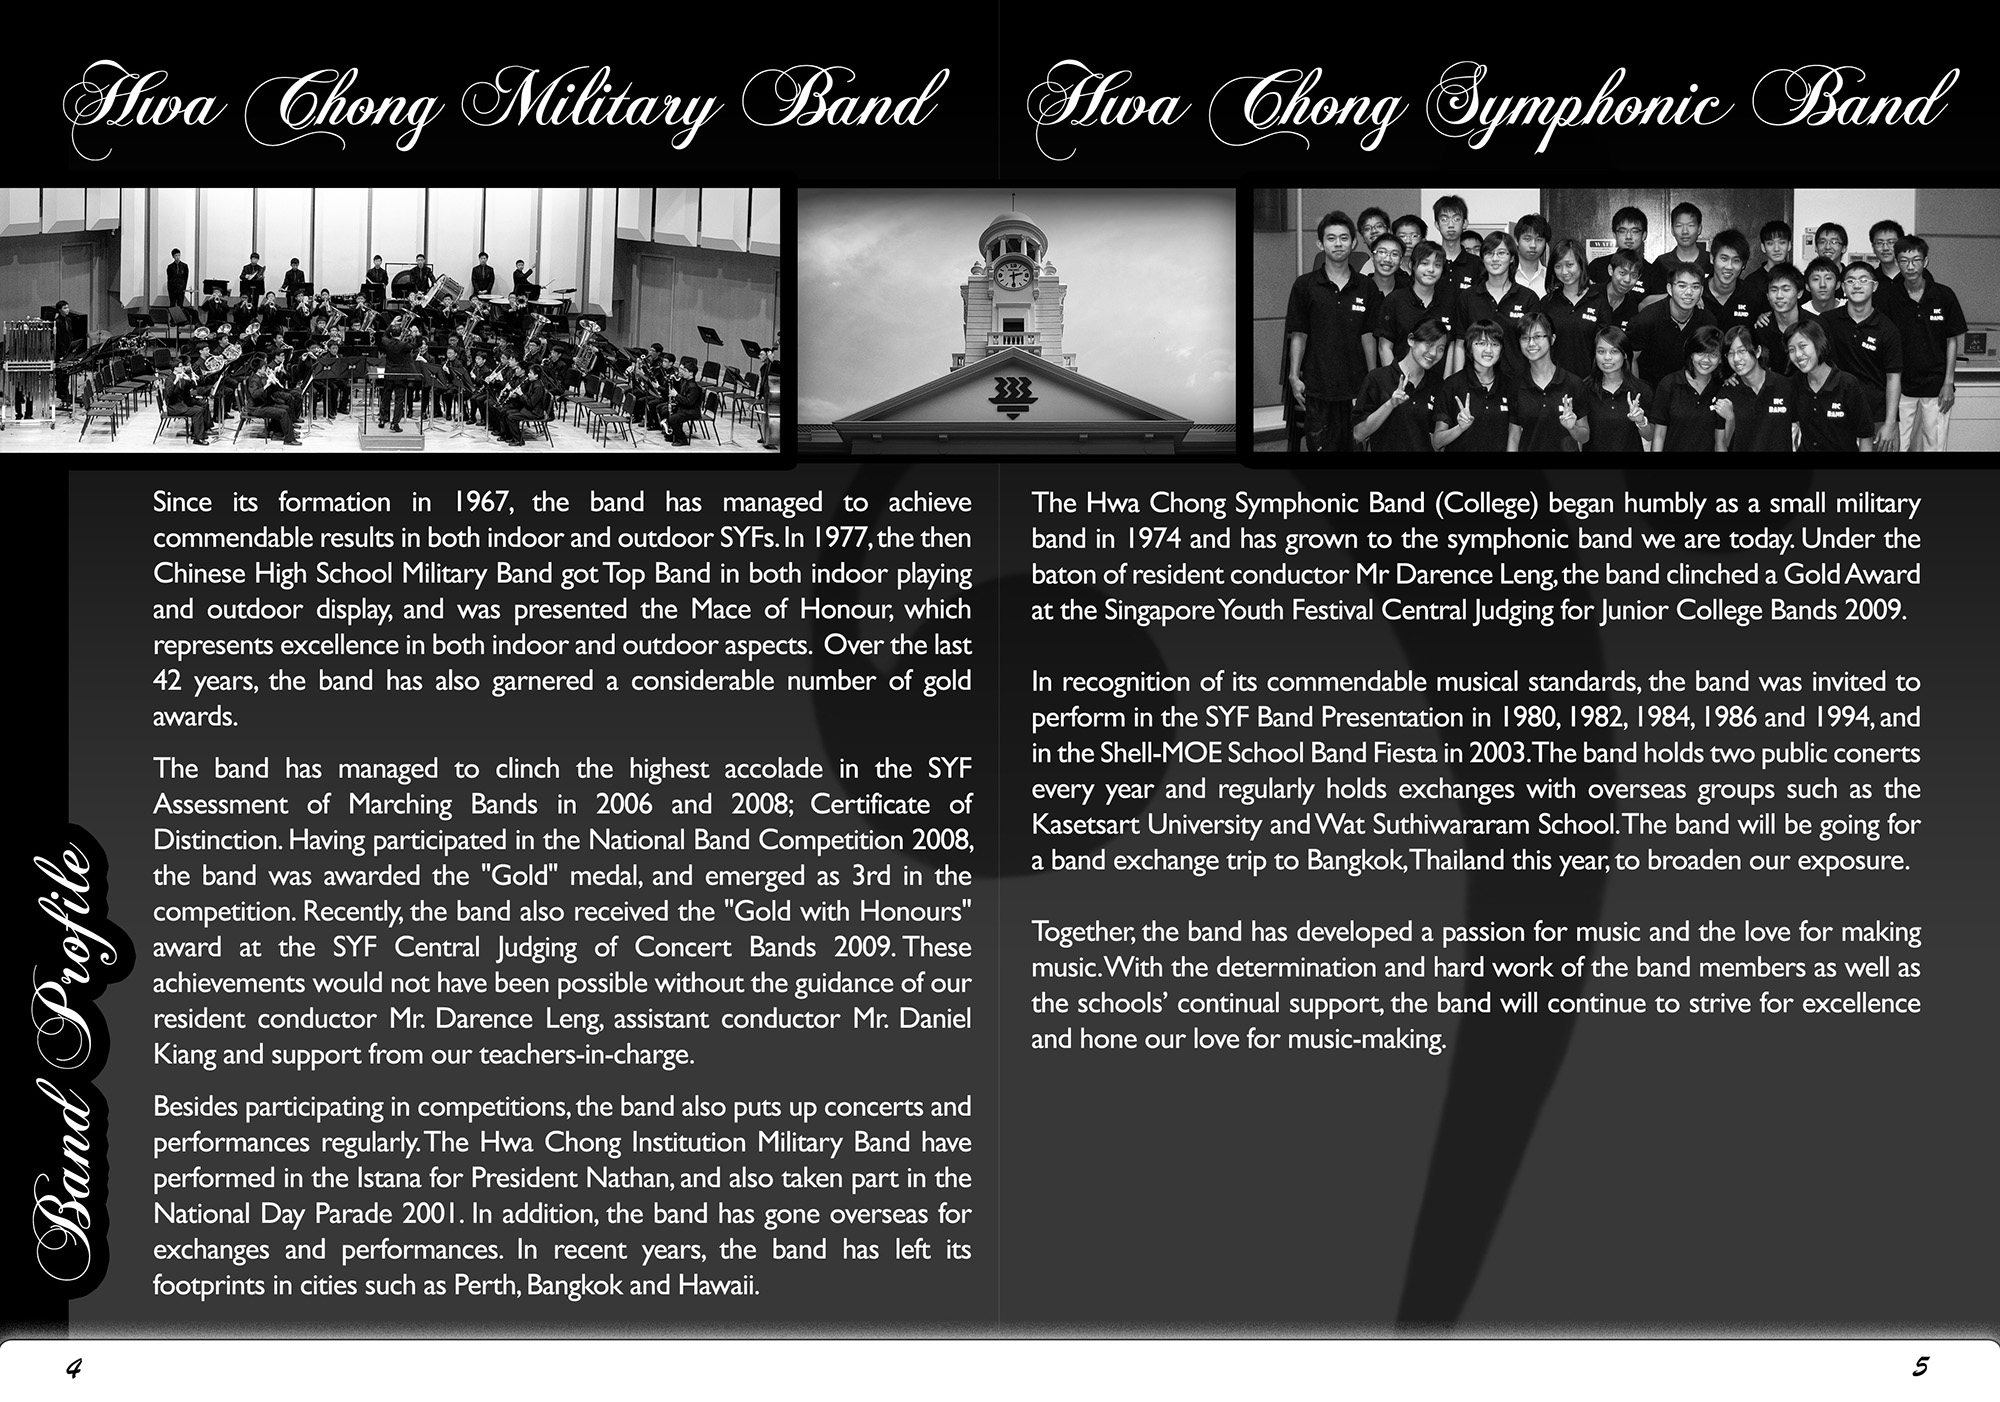 Hwa Chong Military Band
Since its formation in 1967, the band has managed to achieve
commendable results in both indoor and outdoor SYFs. In 1977, the then
Chinese High School Military Band got Top Band in both indoor playing
and outdoor display, and was presented the Mace of Honour, which
represents excellence in both indoor and outdoor aspects. Over the last
42 years, the band has also garnered a considerable number of gold
awards.
The band has managed to clinch the highest accolade in the SYF
Assessment of Marching Bands in 2006 and 2008; Certificate of
Distinction. Having participated in the National Band Competition 2008,
the band was awarded the "Gold" medal, and emerged as 3rd in the
competition. Recently, the band also received the "Gold with Honours"
award at the SYF Central Judging of Concert Bands 2009. These
achievements would not have been possible without the guidance of our
resident conductor Mr. Darence Leng, assistant conductor Mr. Daniel
Kiang and support from our teachers-in-charge.
Besides participating in competitions, the band also puts up concerts and
performances regularly. The Hwa Chong Institution Military Band have
performed in the Istana for President Nathan, and also taken part in the
National Day Parade 2001. In addition, the band has gone overseas for
exchanges and performances. In recent years, the band has left its
footprints in cities such as Perth, Bangkok and Hawaii.
Band Profile
4
Hwa Chong Symphonic Band
HC
BAND
The Hwa Chong Symphonic Band (College) began humbly as a small military
band in 1974 and has grown to the symphonic band we are today. Under the
baton of resident conductor Mr Darence Leng, the band clinched a Gold Award
at the Singapore Youth Festival Central Judging for Junior College Bands 2009.
In recognition of its commendable musical standards, the band was invited to
perform in the SYF Band Presentation in 1980, 1982, 1984, 1986 and 1994, and
in the Shell-MOE School Band Fiesta in 2003. The band holds two public conerts
every year and regularly holds exchanges with overseas groups such as the
Kasetsart University and Wat Suthiwararam School. The band will be going for
a band exchange trip to Bangkok, Thailand this year, to broaden our exposure.
Together, the band has developed a passion for music and the love for making
music. With the determination and hard work of the band members as well as
the schools' continual support, the band will continue to strive for excellence
and hone our love for music-making.
5